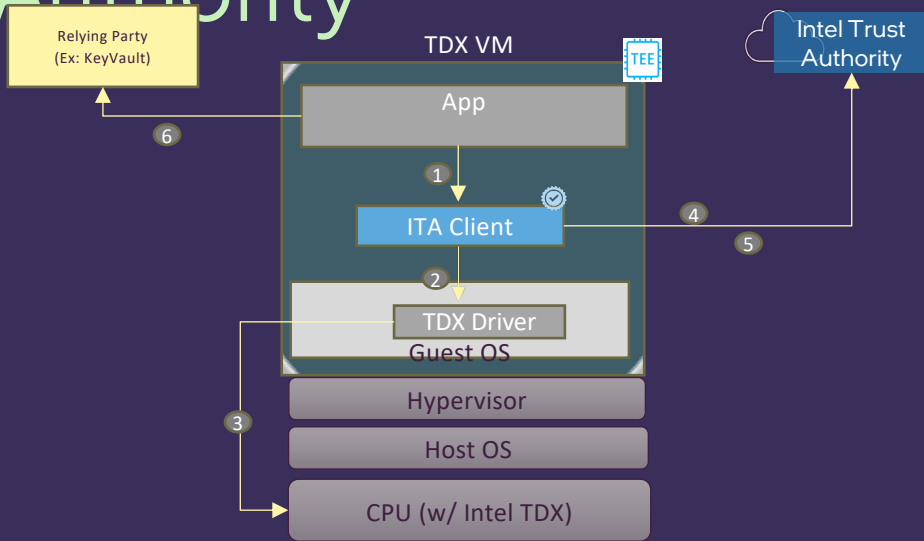 Authority
Relying Party
(Ex: KeyVault)
TDX VM
TEE
Intel Trust
Authority
App
6
1
ITA Client
4
5
2
TDX Driver
Guest OS
Hypervisor
3
Host OS
CPU (w/ Intel TDX)